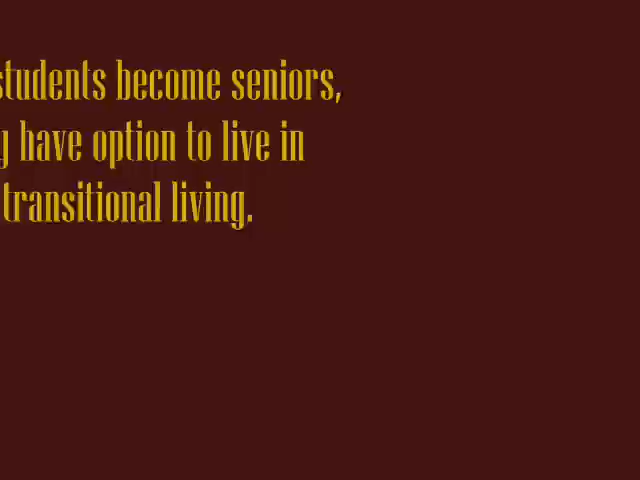 students become seniors,
have option to live in
transitional living.